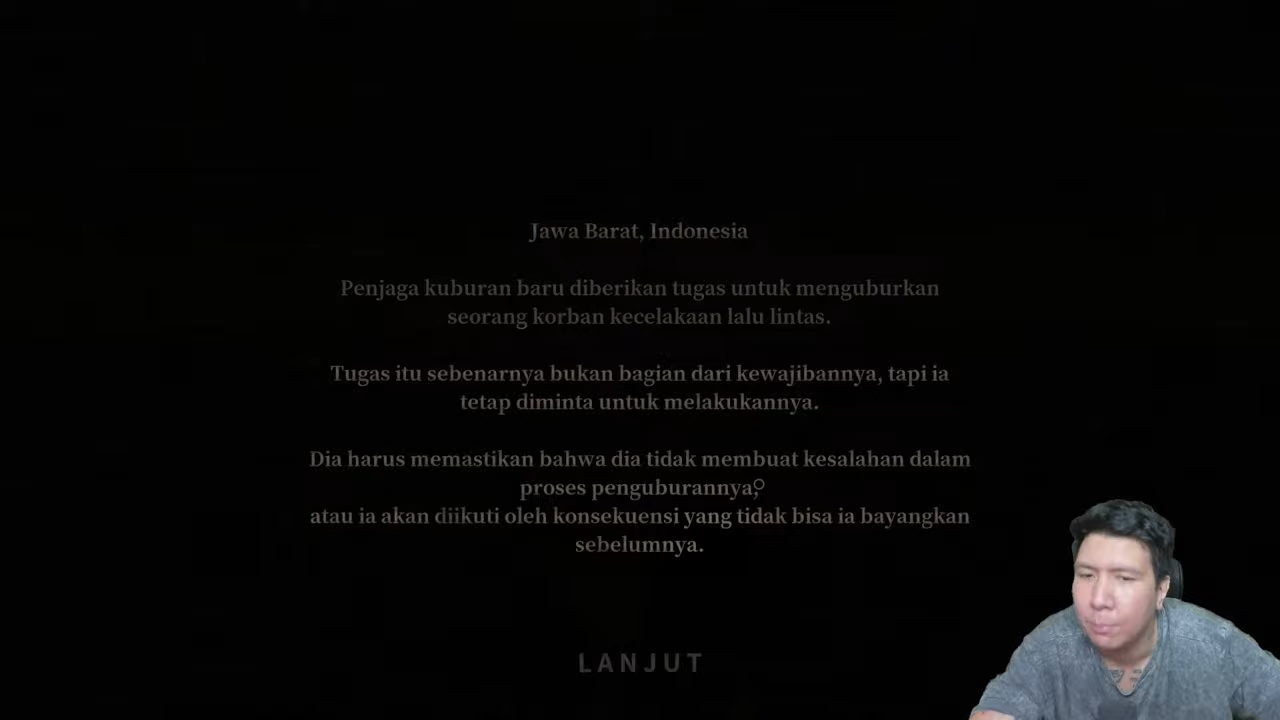 Jawa Barat, Indonesia
Penjaga kuburan baru diberikan tugas untuk menguburkan
seorang korban kecelakaan lalu lintas.
Tugas itu sebenarnya bukan bagian dari kewajibannya, tapi ia
tetap diminta untuk melakukannya.
Dia harus memastikan bahwa dia tidak membuat kesalahan dalam
proses penguburannya,
atau ia akan diikuti oleh konsekuensi yang tidak bisa ia bayangkan
sebelumnya.
LANJUT